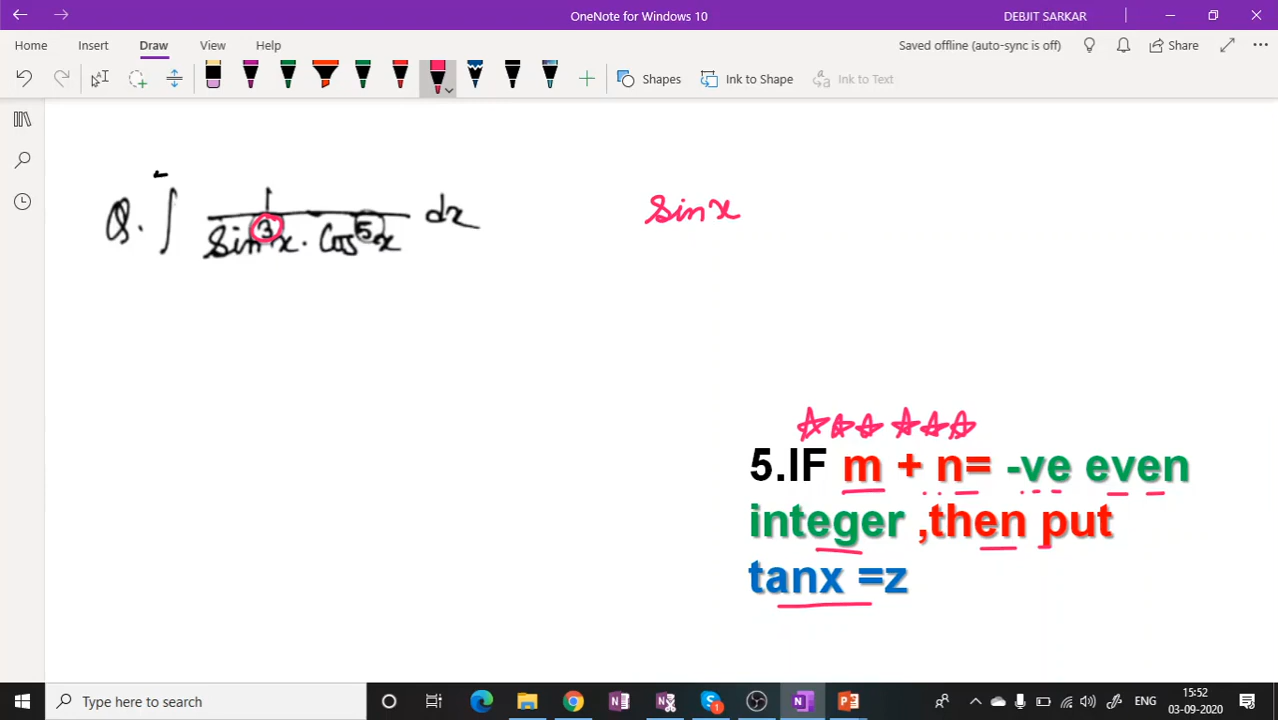 OneNote for Windows 10
DEBJIT SARKAR
Home Insert Draw View Help
Saved offline (auto-sync is off)
Share
Shapes
Ink to Shape
Ink to Text
Q. ∫ 1 / sin³x · Cos⁵x dx
sinx
5.IF m + n= -ve even
integer ,then put
tanx =z
Type here to search
ENG
15:52
03-09-2020